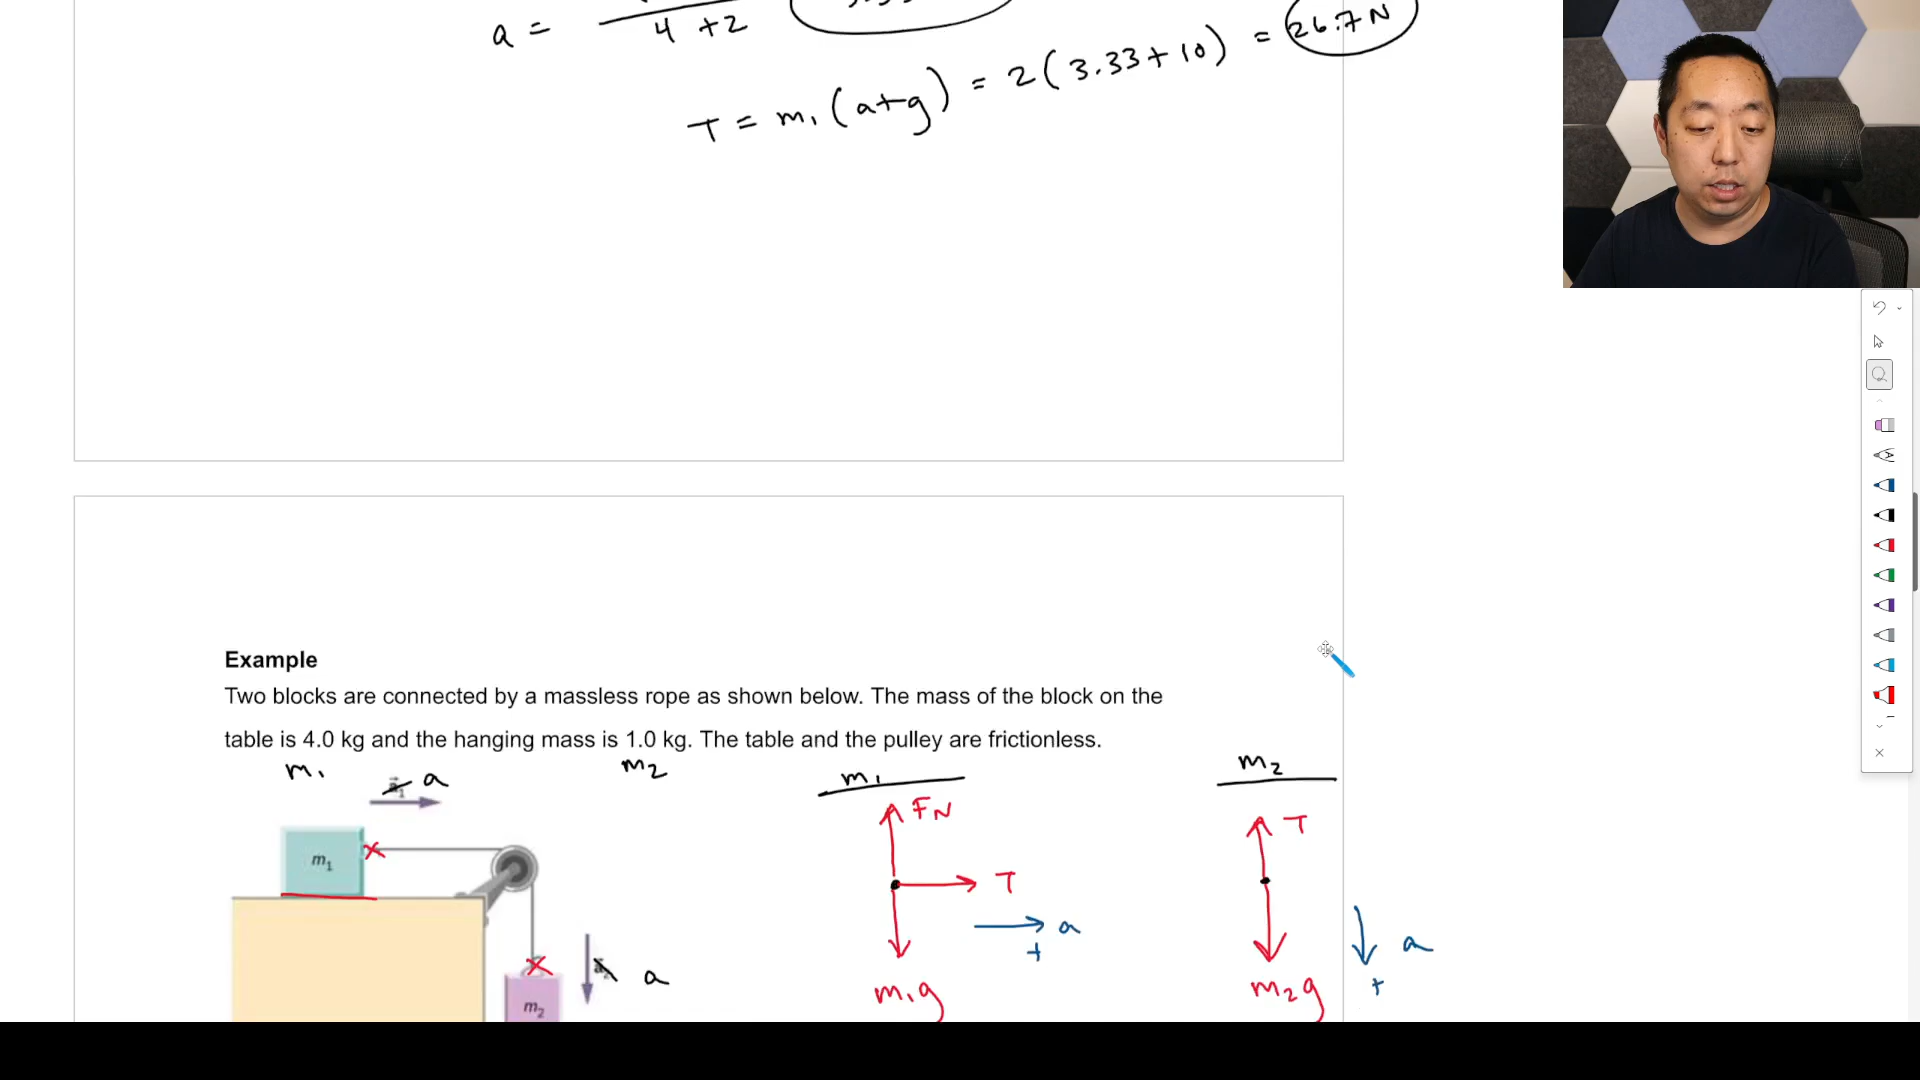 a = 4 + 2
= 26.7 N
T = m₁ (a+g) = 2 (3.33 + 10)
Example
Two blocks are connected by a massless rope as shown below. The mass of the block on the
table is 4.0 kg and the hanging mass is 1.0 kg. The table and the pulley are frictionless.
m₁ m₂ m₁ m₂
a
FN
T
m₁
T
a
+
a
a
+
m₁g
m₂g
m₂